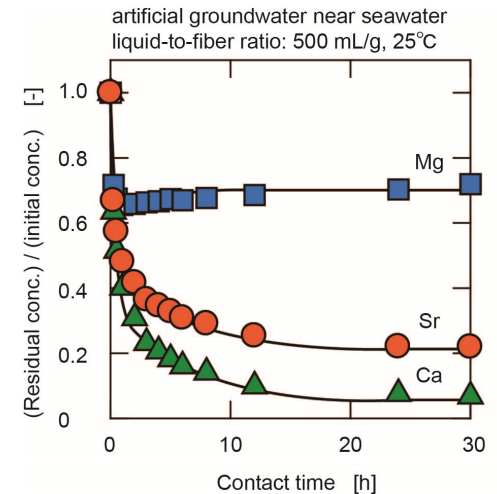 artificial groundwater near seawater
liquid-to-fiber ratio: 500 mL/g, 25℃
(Residual conc.) / (initial conc.) [-]
1.0
0.8
0.6
0.4
0.2
0
Mg
Sr
Ca
0 10 20 30
Contact time [h]